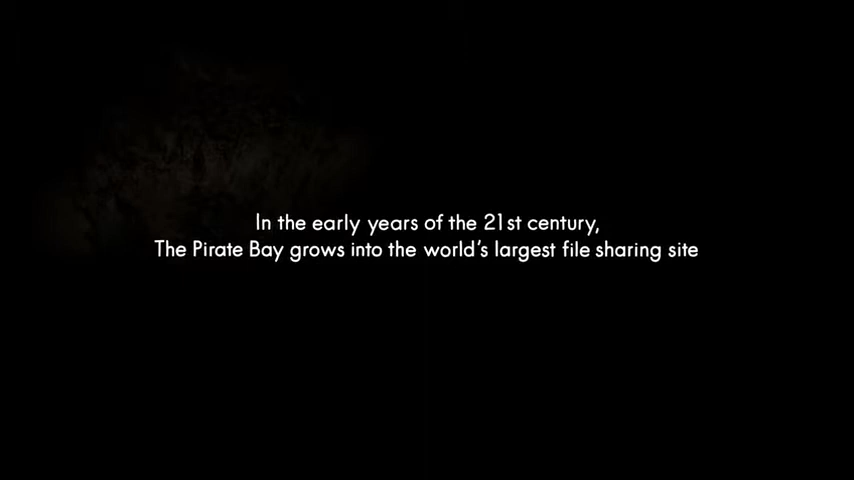 In the early years of the 21st century,
The Pirate Bay grows into the world's largest file sharing site